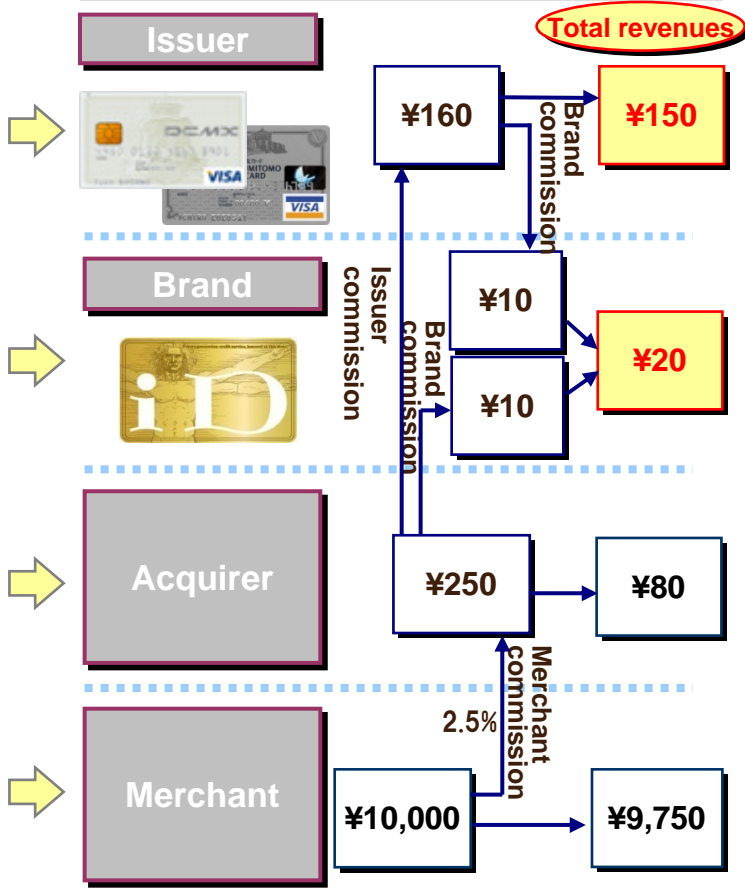 Issuer
Total revenues
¥160
Brand
commission
¥150
VISA
VISA
Brand
Issuer
commission
Brand
commission
¥10
¥10
¥20
iD
Acquirer
¥250
¥80
Merchant
commission
2.5%
Merchant
¥10,000
¥9,750